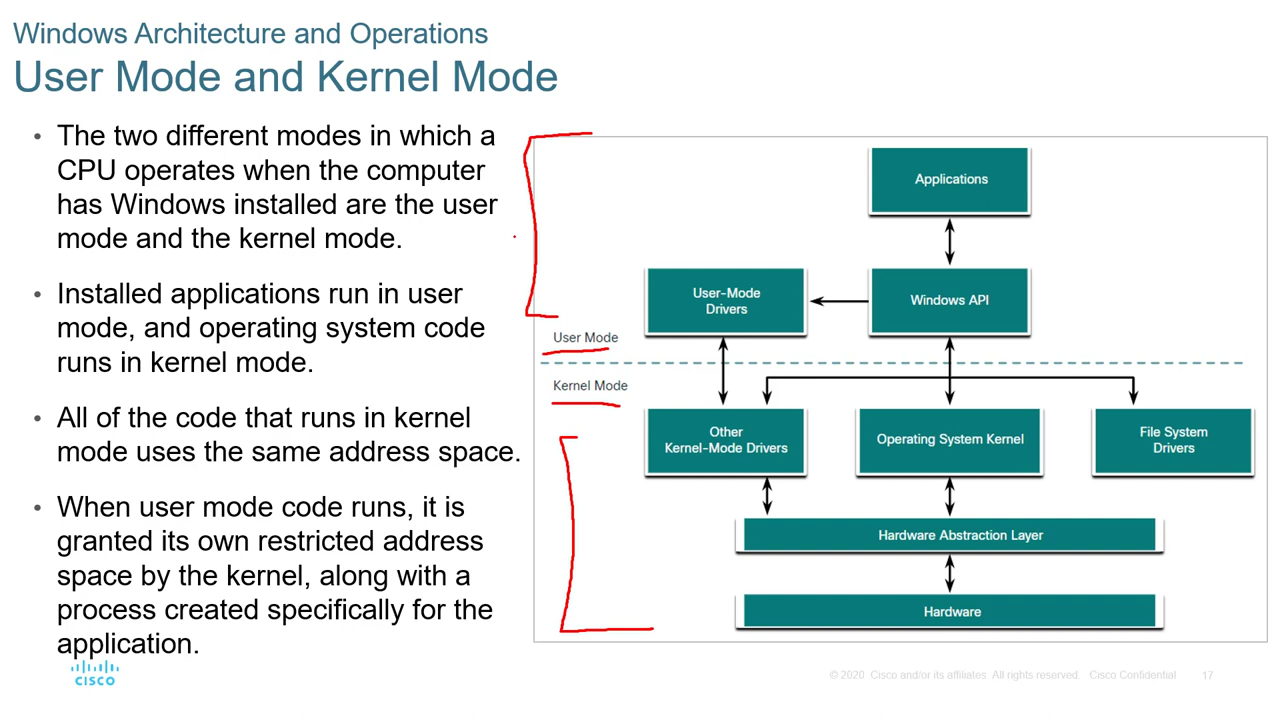 Windows Architecture and Operations
User Mode and Kernel Mode
• The two different modes in which a
CPU operates when the computer
has Windows installed are the user
mode and the kernel mode.
• Installed applications run in user
mode, and operating system code
runs in kernel mode.
• All of the code that runs in kernel
mode uses the same address space.
• When user mode code runs, it is
granted its own restricted address
space by the kernel, along with a
process created specifically for the
application.
Applications
User-Mode
Drivers
Windows API
User Mode
Kernel Mode
Other
Kernel-Mode Drivers
Operating System Kernel
File System
Drivers
Hardware Abstraction Layer
Hardware
CISCO
© 2020 Cisco and/or its affiliates. All rights reserved. Cisco Confidential
17